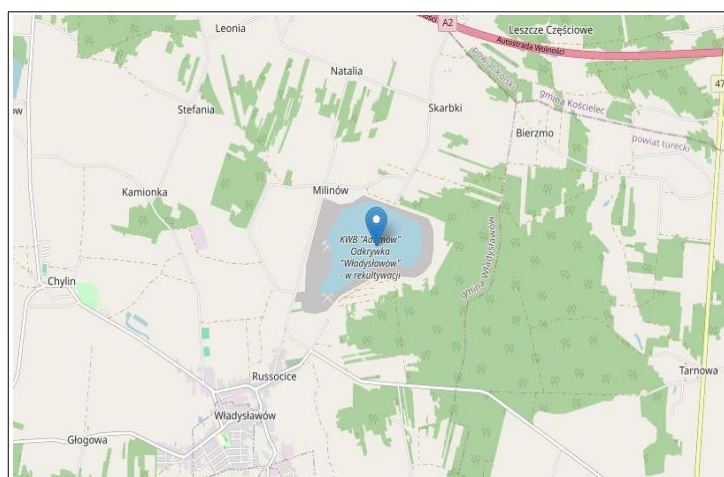 Leonia
A2
Leszcze Częściowe
Autostrada Wolności
powiat kolski
Natalia
47
Stefania
Skarbki
gmina Kościelec
Bierzmo
powiat turecki
Kamionka
Milinów
KWB "Adamów"
Odkrywka
"Władysłowów"
- w rekultywacji
gmina Władysławów
Chylin
Tarnowa
Russocice
Władysławów
Głogowa